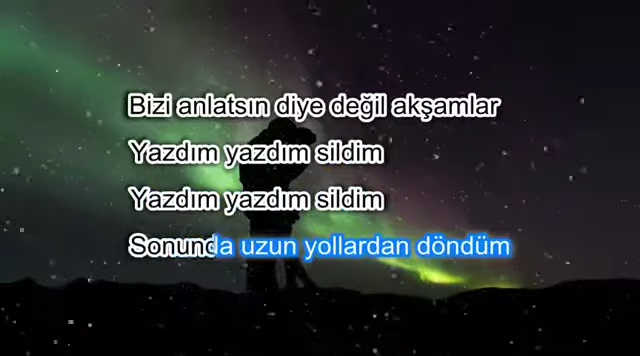 Bizi anlatsın diye değil akşamlar
Yazdım yazdım sildim
Yazdım yazdım sildim
Sonunda uzun yollardan döndüm